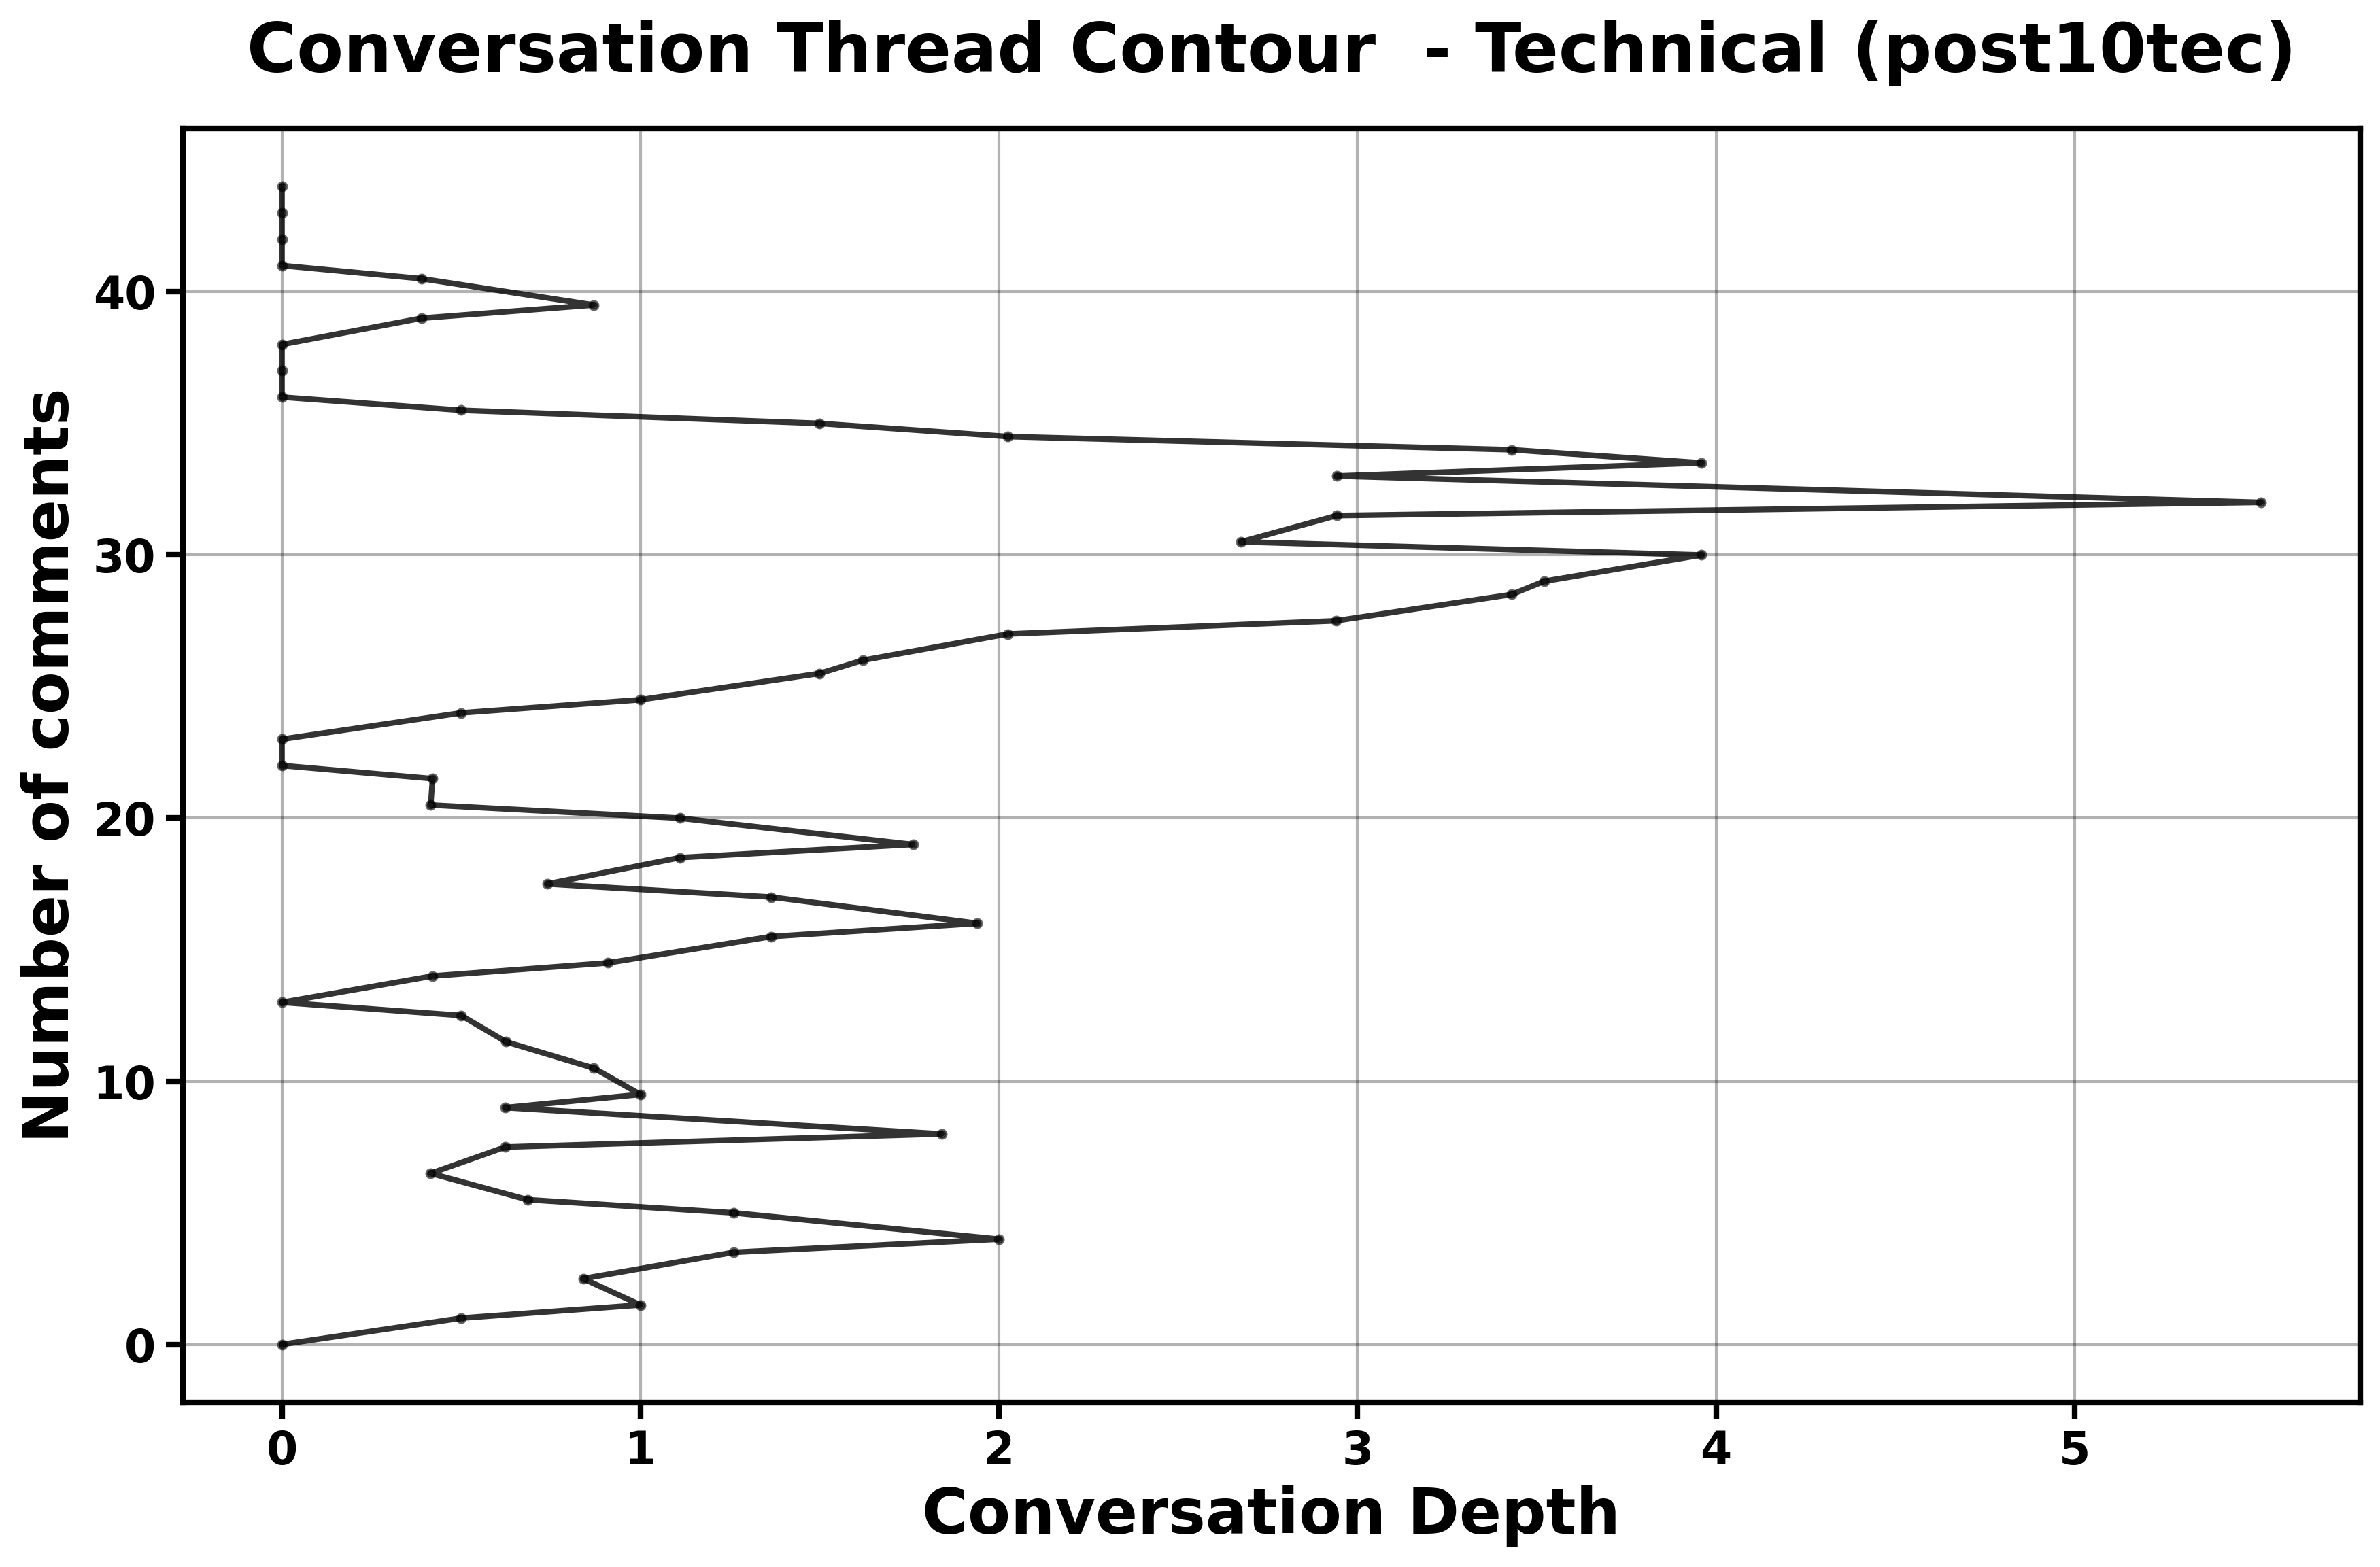 Conversation Thread Contour - Technical (post10tec)
Number of comments
40
30
20
10
0
0 1 2 3 4 5
Conversation Depth